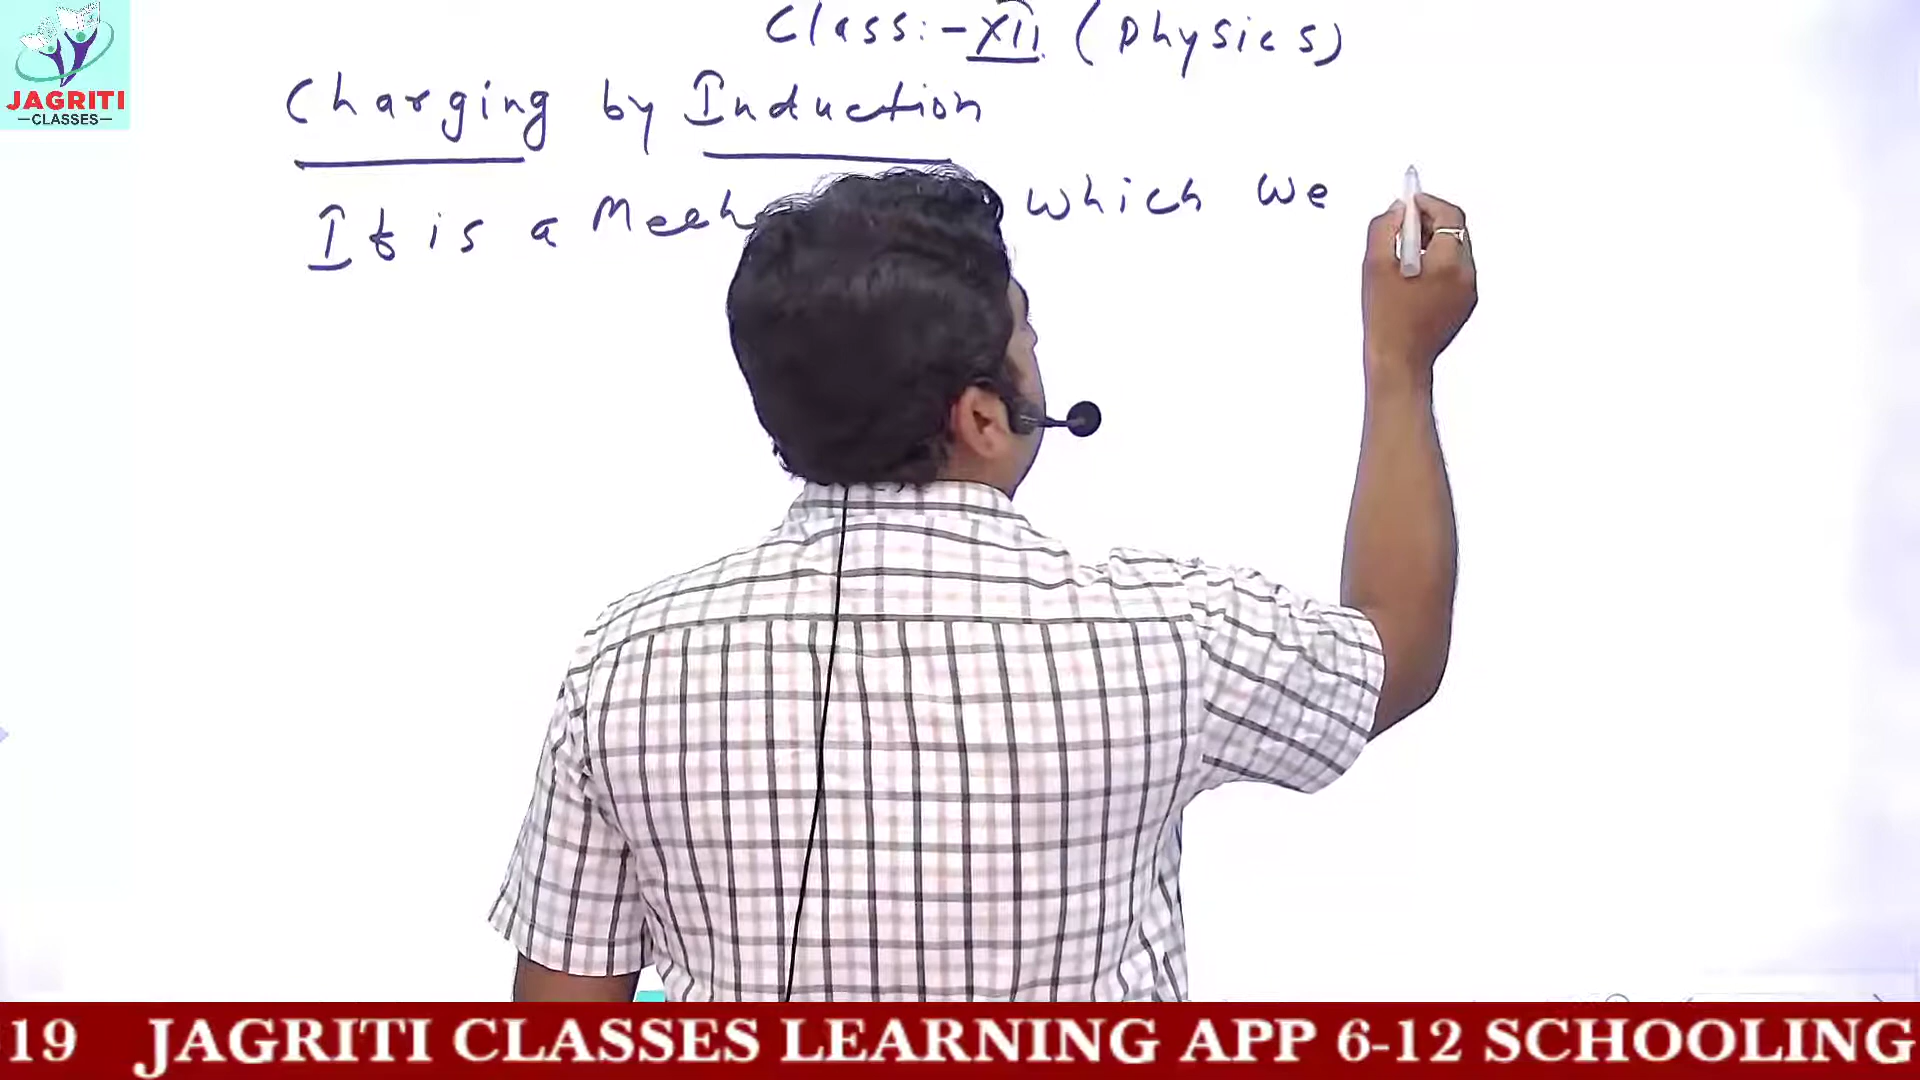 Class:-XII (Physics)
JAGRITI
CLASSES
Charging by Induction
It is a which we
19 JAGRITI CLASSES LEARNING APP 6-12 SCHOOLING